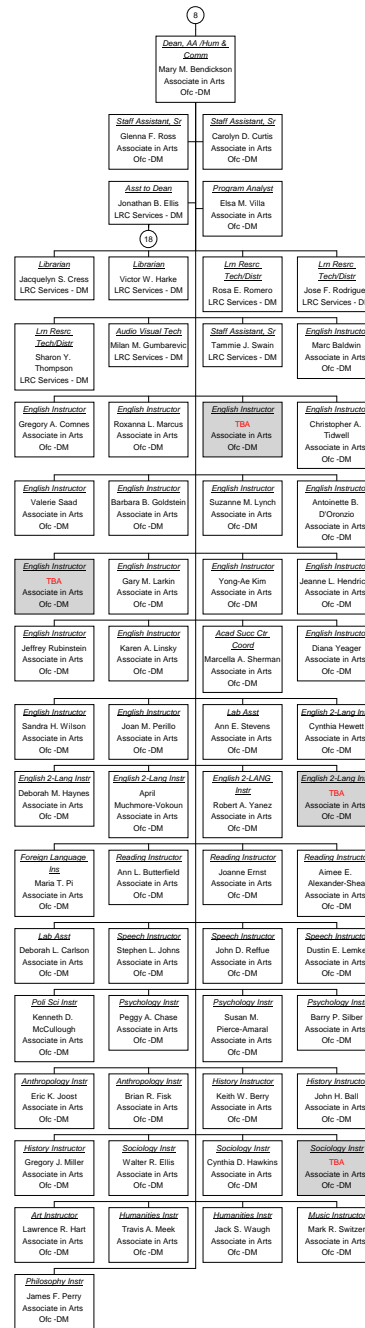 8
Dean, AA /Hum &
Comm
Mary M. Bendickson
Associate in Arts
Ofc -DM
Staff Assistant, Sr
Glenna F. Ross
Associate in Arts
Ofc -DM
Staff Assistant, Sr
Carolyn D. Curtis
Associate in Arts
Ofc -DM
Asst to Dean
Jonathan B. Ellis
LRC Services - DM
Program Analyst
Elsa M. Villa
Associate in Arts
Ofc -DM
18
Librarian
Jacquelyn S. Cress
LRC Services - DM
Librarian
Victor W. Harke
LRC Services - DM
Lrn Resrc
Tech/Distr
Rosa E. Romero
LRC Services - DM
Lrn Resrc
Tech/Distr
Jose F. Rodrigue
LRC Services - D
Lrn Resrc
Tech/Distr
Sharon Y.
Thompson
LRC Services - DM
Audio Visual Tech
Milan M. Gumbarevic
LRC Services - DM
Staff Assistant, Sr
Tammie J. Swain
LRC Services - DM
English Instructo
Marc Baldwin
Associate in Arts
Ofc -DM
English Instructor
Gregory A. Comnes
Associate in Arts
Ofc -DM
English Instructor
Roxanna L. Marcus
Associate in Arts
Ofc -DM
English Instructor
TBA
Associate in Arts
Ofc -DM
English Instructo
Christopher A.
Tidwell
Associate in Arts
Ofc -DM
English Instructor
Valerie Saad
Associate in Arts
Ofc -DM
English Instructor
Barbara B. Goldstein
Associate in Arts
Ofc -DM
English Instructor
Suzanne M. Lynch
Associate in Arts
Ofc -DM
English Instructo
Antoinette B.
D'Oronzio
Associate in Arts
Ofc -DM
English Instructor
TBA
Associate in Arts
Ofc -DM
English Instructor
Gary M. Larkin
Associate in Arts
Ofc -DM
English Instructor
Yong-Ae Kim
Associate in Arts
Ofc -DM
English Instructo
Jeanne L. Hendric
Associate in Arts
Ofc -DM
English Instructor
Jeffrey Rubinstein
Associate in Arts
Ofc -DM
English Instructor
Karen A. Linsky
Associate in Arts
Ofc -DM
Acad Succ Ctr
Coord
Marcella A. Sherman
Associate in Arts
Ofc -DM
English Instructo
Diana Yeager
Associate in Arts
Ofc -DM
English Instructor
Sandra H. Wilson
Associate in Arts
Ofc -DM
English Instructor
Joan M. Perillo
Associate in Arts
Ofc -DM
Lab Asst
Ann E. Stevens
Associate in Arts
Ofc -DM
English 2-Lang In
Cynthia Hewett
Associate in Arts
Ofc -DM
English 2-Lang Instr
Deborah M. Haynes
Associate in Arts
Ofc -DM
English 2-Lang Instr
April
Muchmore-Vokoun
Associate in Arts
Ofc -DM
English 2-LANG
Instr
Robert A. Yanez
Associate in Arts
Ofc -DM
English 2-Lang In
TBA
Associate in Arts
Ofc -DM
Foreign Language
Ins
Maria T. Pi
Associate in Arts
Ofc -DM
Reading Instructor
Ann L. Butterfield
Associate in Arts
Ofc -DM
Reading Instructor
Joanne Ernst
Associate in Arts
Ofc -DM
Reading Instructo
Aimee E.
Alexander-Shea
Associate in Arts
Ofc -DM
Lab Asst
Deborah L. Carlson
Associate in Arts
Ofc -DM
Speech Instructor
Stephen L. Johns
Associate in Arts
Ofc -DM
Speech Instructor
John D. Reffue
Associate in Arts
Ofc -DM
Speech Instructo
Dustin E. Lemke
Associate in Arts
Ofc -DM
Poli Sci Instr
Kenneth D.
McCullough
Associate in Arts
Ofc -DM
Psychology Instr
Peggy A. Chase
Associate in Arts
Ofc -DM
Psychology Instr
Susan M.
Pierce-Amaral
Associate in Arts
Ofc -DM
Psychology Inst
Barry P. Silber
Associate in Arts
Ofc -DM
Anthropology Instr
Eric K. Joost
Associate in Arts
Ofc -DM
Anthropology Instr
Brian R. Fisk
Associate in Arts
Ofc -DM
History Instructor
Keith W. Berry
Associate in Arts
Ofc -DM
History Instructo
John H. Ball
Associate in Arts
Ofc -DM
History Instructor
Gregory J. Miller
Associate in Arts
Ofc -DM
Sociology Instr
Walter R. Ellis
Associate in Arts
Ofc -DM
Sociology Instr
Cynthia D. Hawkins
Associate in Arts
Ofc -DM
Sociology Instr
TBA
Associate in Arts
Ofc -DM
Art Instructor
Lawrence R. Hart
Associate in Arts
Ofc -DM
Humanities Instr
Travis A. Meek
Associate in Arts
Ofc -DM
Humanities Instr
Jack S. Waugh
Associate in Arts
Ofc -DM
Music Instructor
Mark R. Switzer
Associate in Arts
Ofc -DM
Philosophy Instr
James F. Perry
Associate in Arts
Ofc -DM